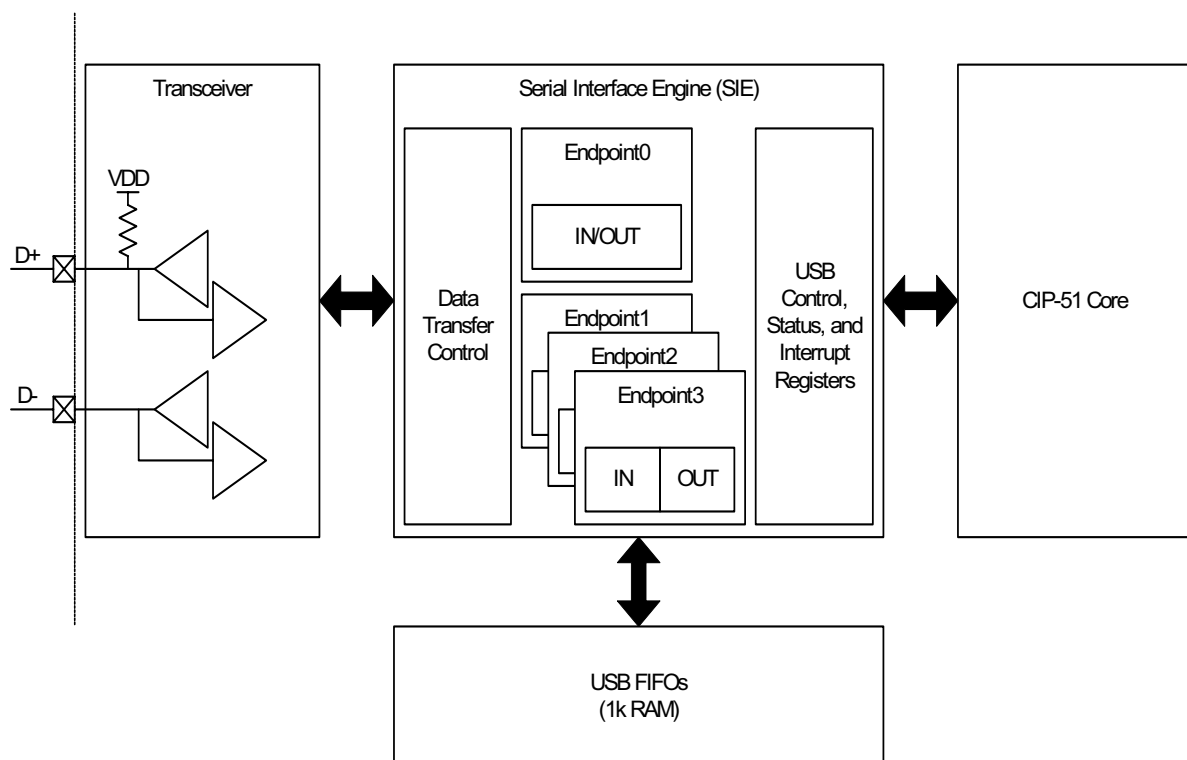 Transceiver
VDD
D+
D-
Serial Interface Engine (SIE)
Data
Transfer
Control
Endpoint0
IN/OUT
Endpoint1
Endpoint2
Endpoint3
IN
OUT
USB
Control,
Status, and
Interrupt
Registers
CIP-51 Core
USB FIFOs
(1k RAM)